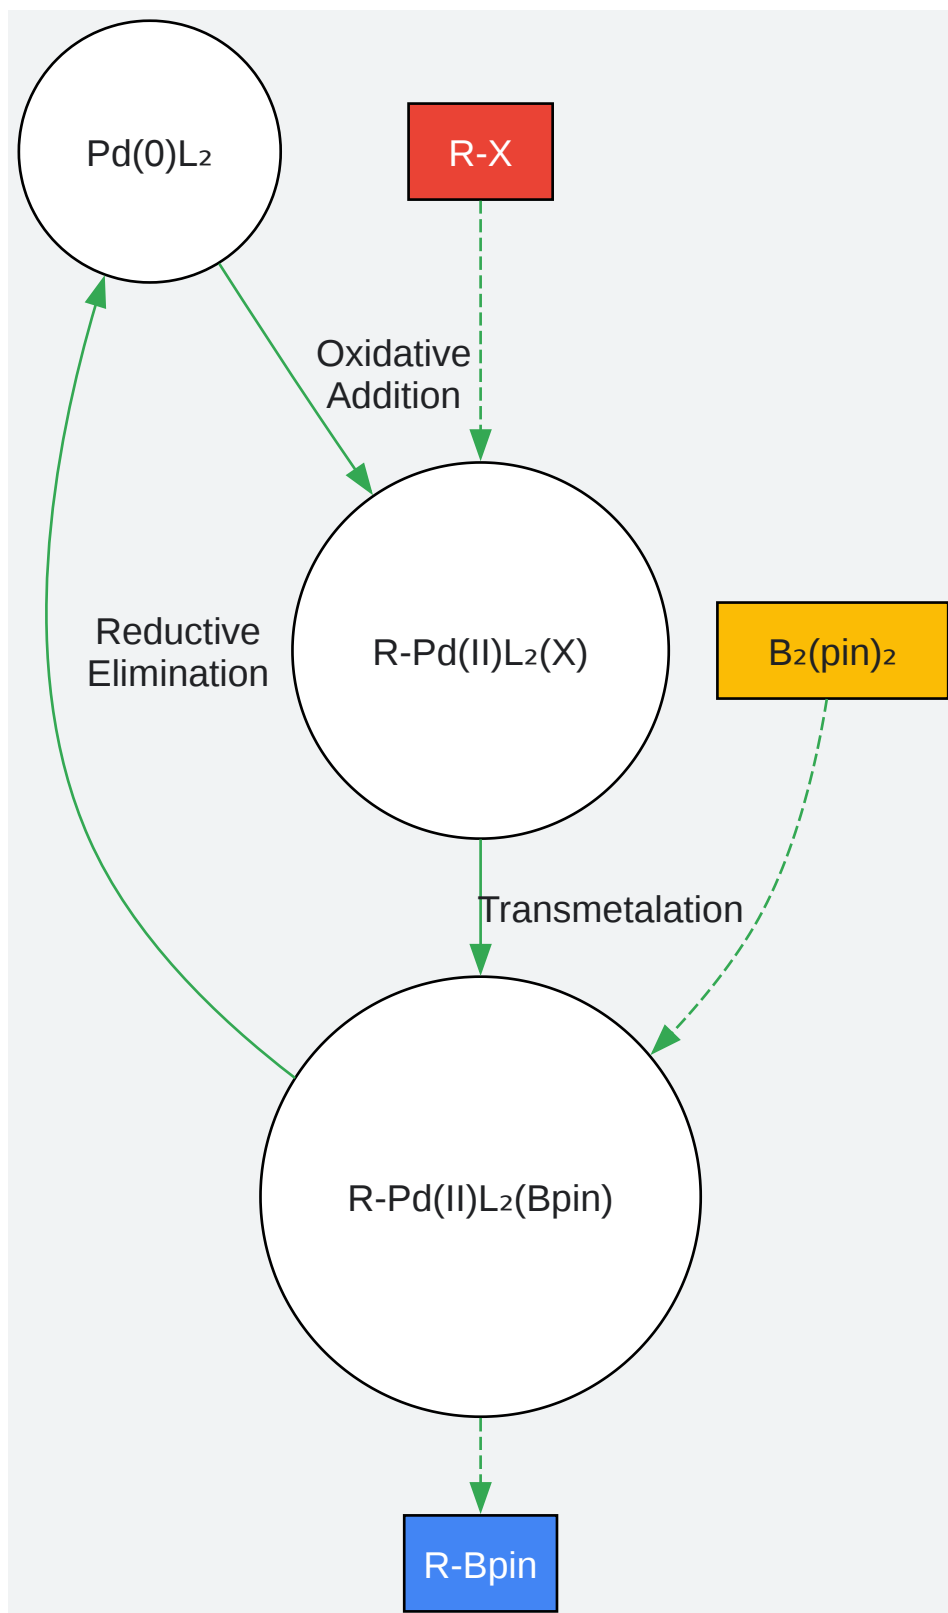 Pd(0)L₂
R-X
Oxidative
Addition
Reductive
Elimination
R-Pd(II)L₂(X)
B₂(pin)₂
Transmetalation
R-Pd(II)L₂(Bpin)
R-Bpin